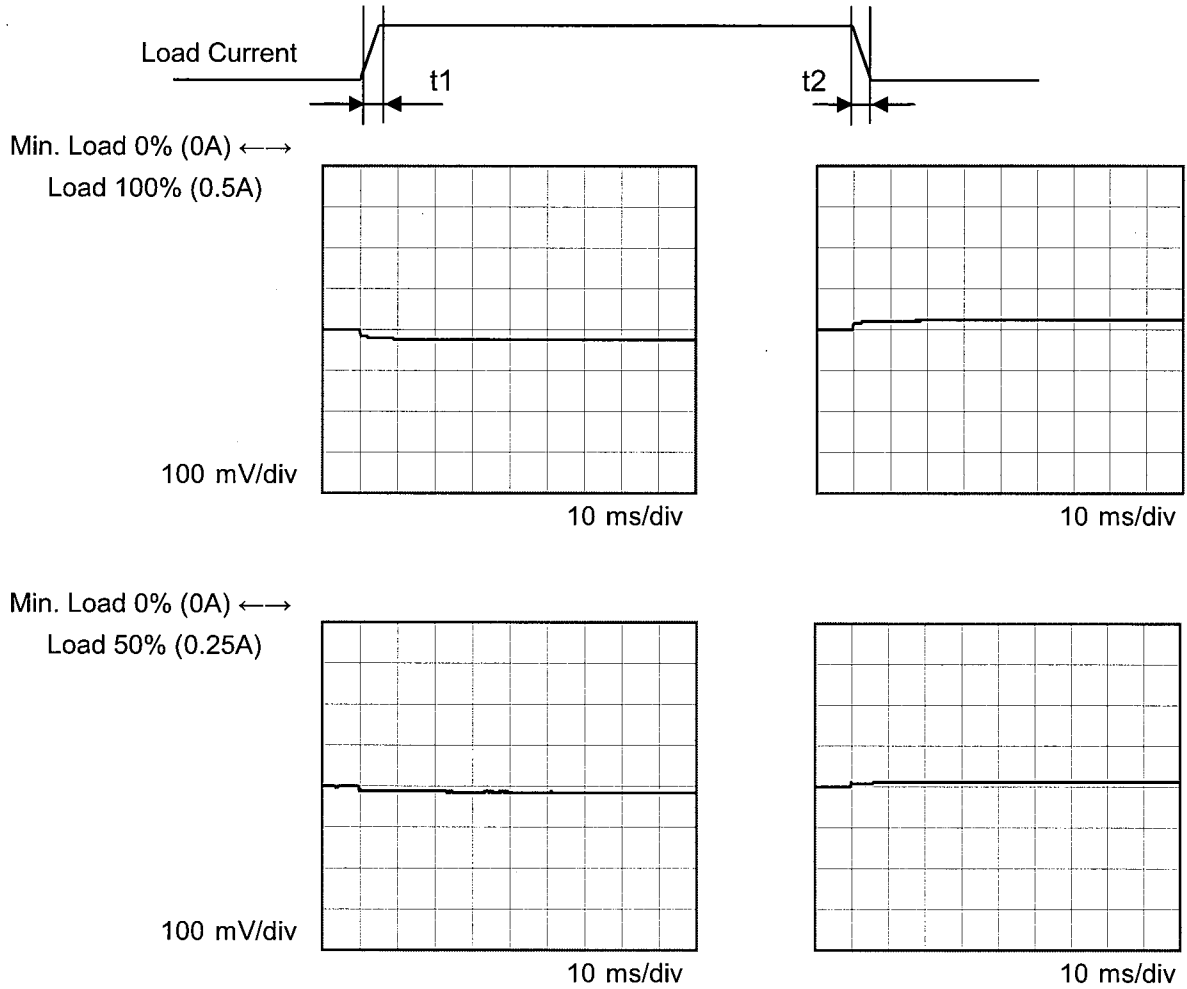 Load Current
t1
t2
Min. Load 0% (0A) ←→
Load 100% (0.5A)
100 mV/div
10 ms/div
10 ms/div
Min. Load 0% (0A) ←→
Load 50% (0.25A)
100 mV/div
10 ms/div
10 ms/div